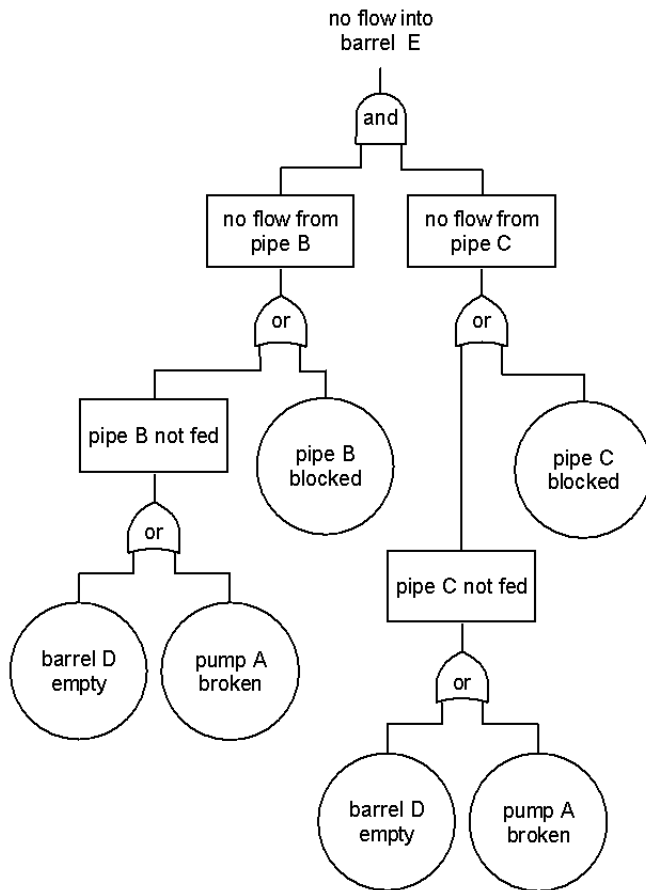 no flow into
barrel E
and
no flow from
pipe B
no flow from
pipe C
or
or
pipe B not fed
pipe B
blocked
pipe C
blocked
or
pipe C not fed
barrel D
empty
pump A
broken
or
barrel D
empty
pump A
broken